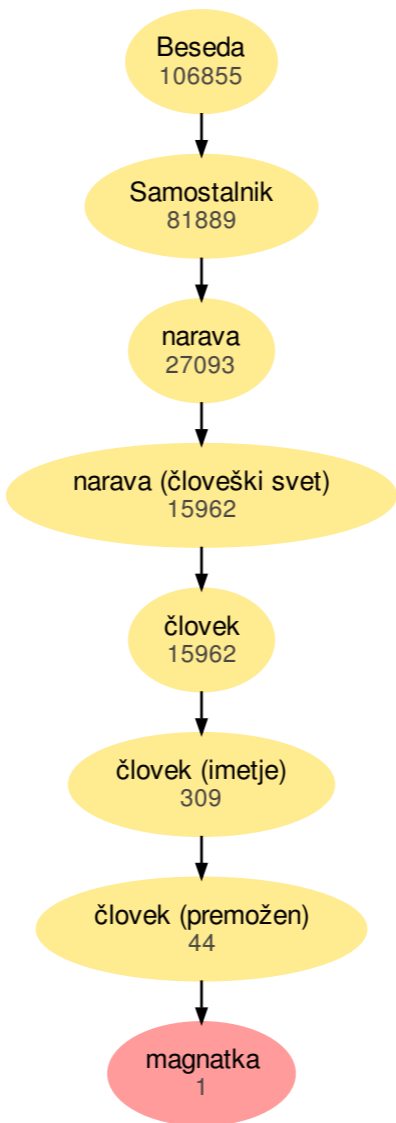 Beseda
106855
Samostalnik
81889
narava
27093
narava (človeški svet)
15962
človek
15962
človek (imetje)
309
človek (premožen)
44
magnatka
1